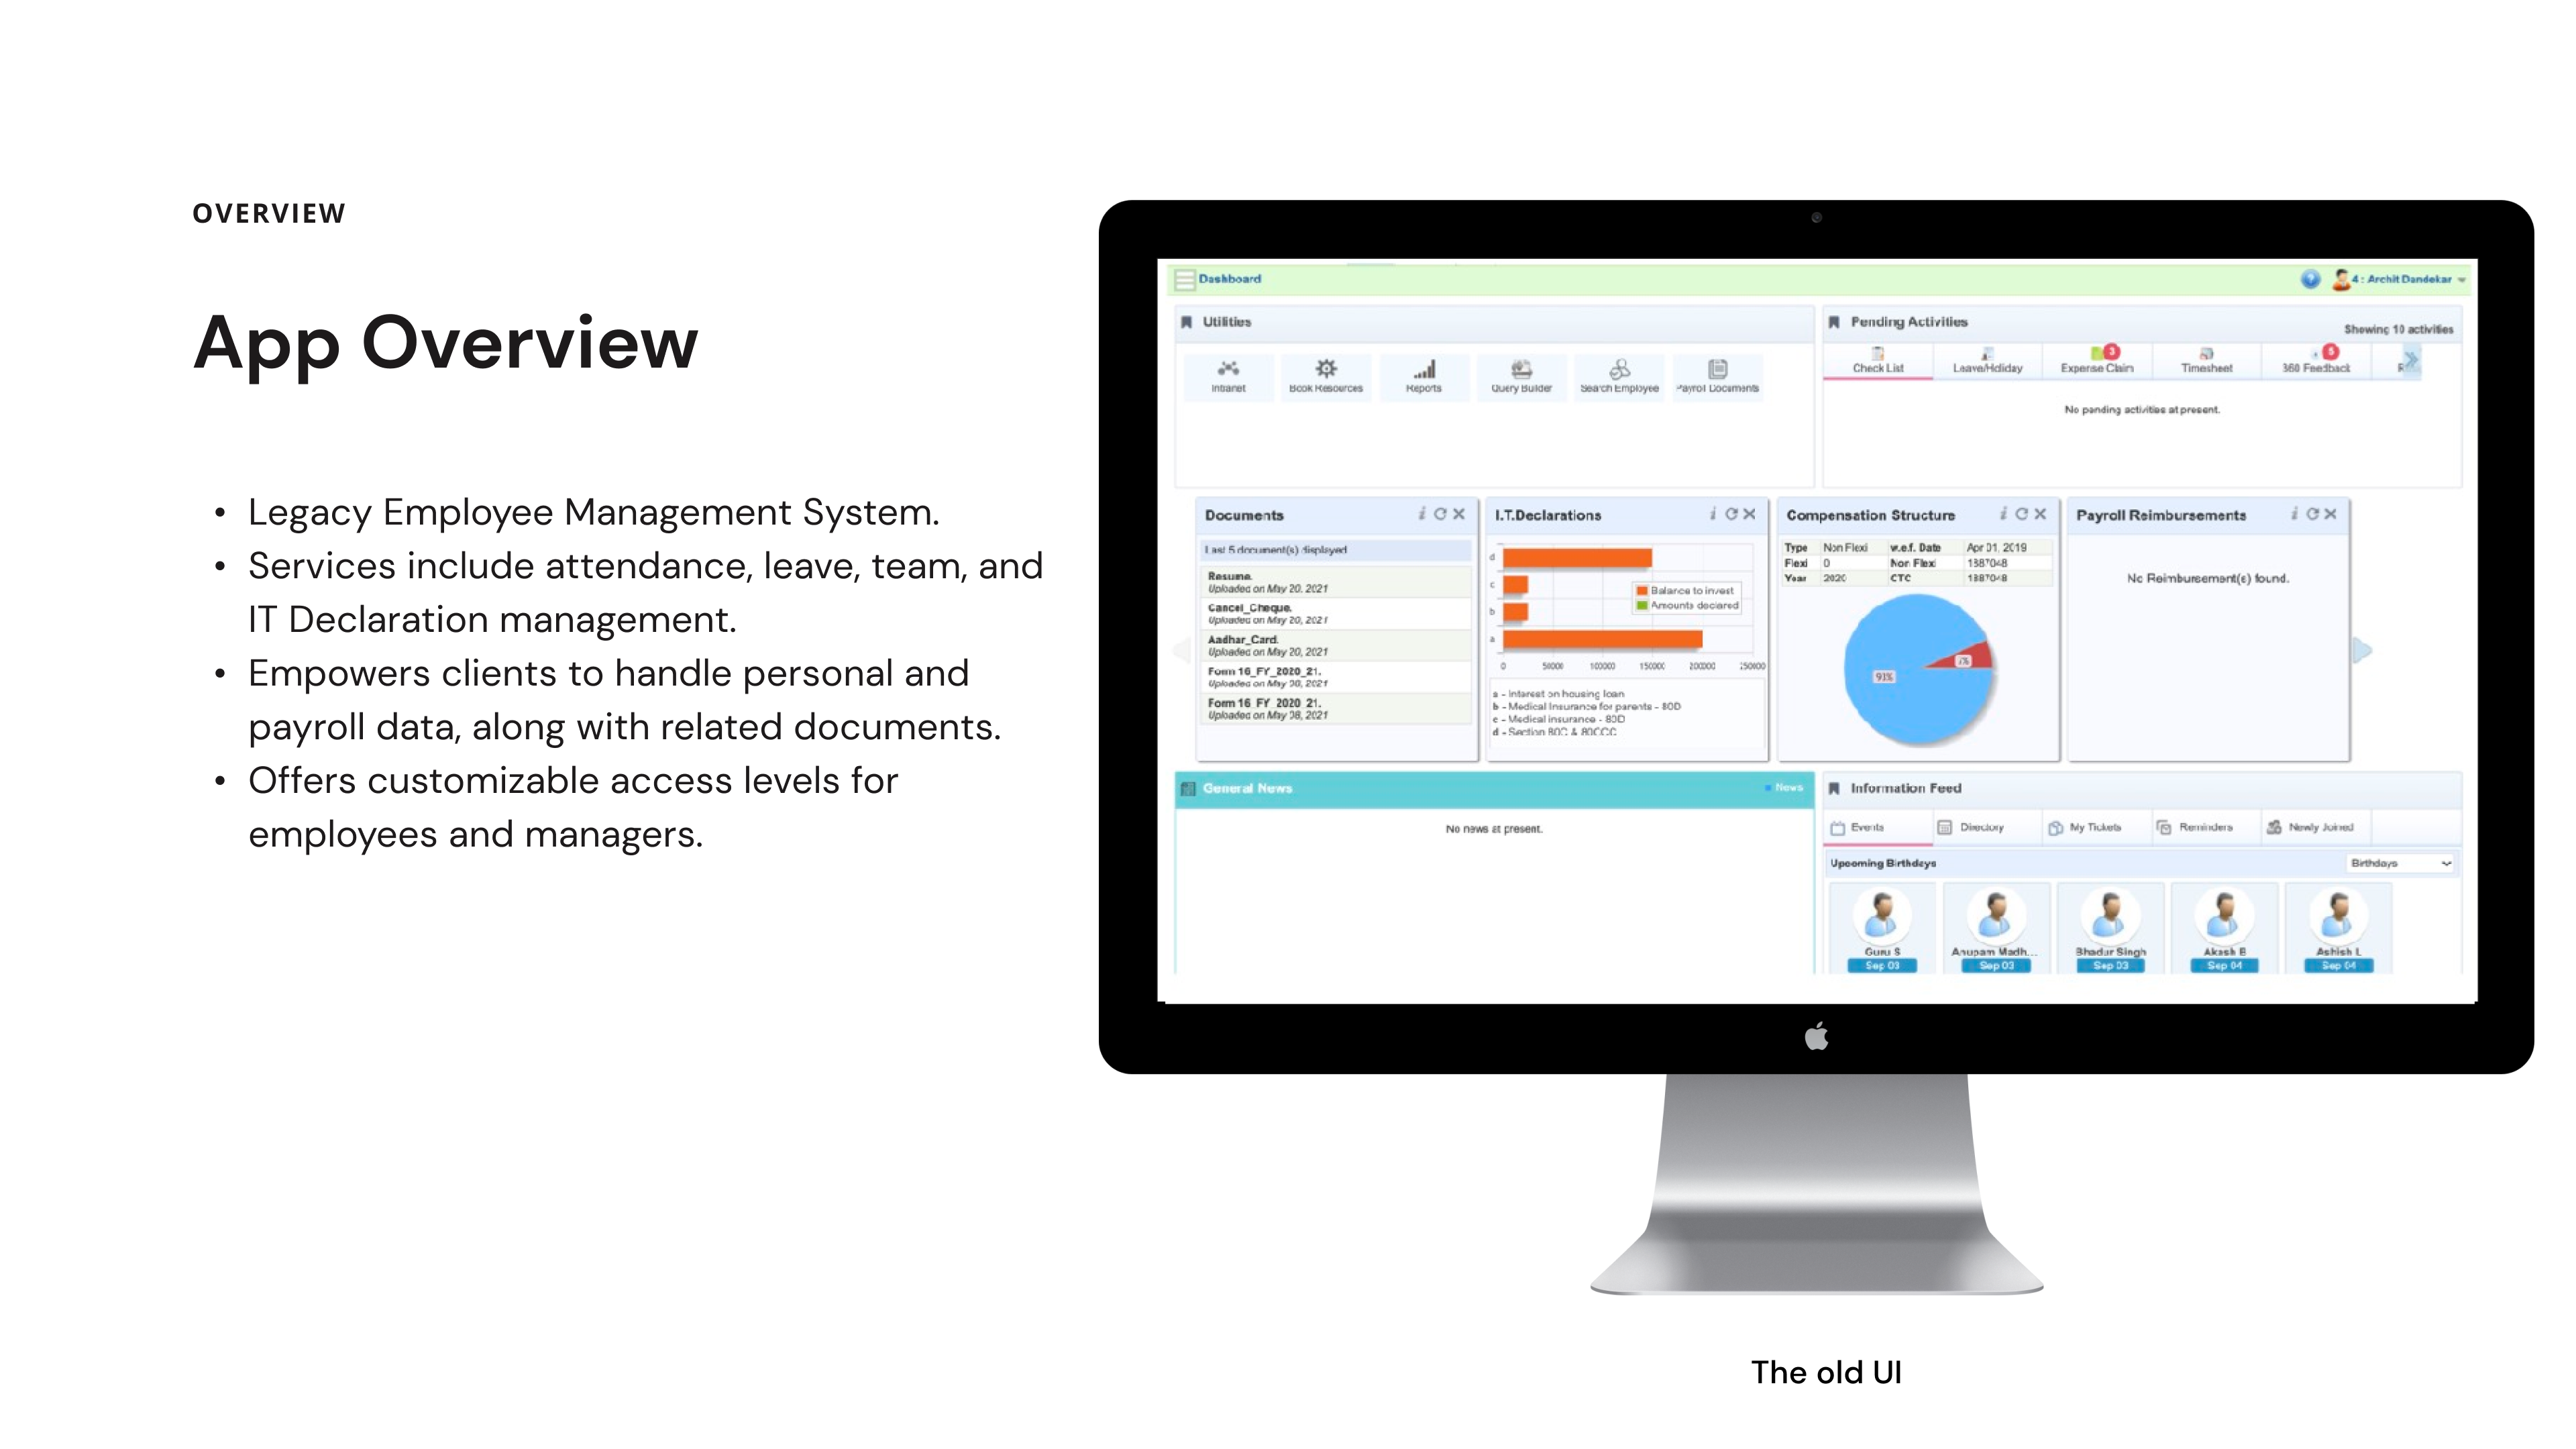 OVERVIEW
App Overview
• Legacy Employee Management System.
• Services include attendance, leave, team, and
IT Declaration management.
• Empowers clients to handle personal and
payroll data, along with related documents.
• Offers customizable access levels for
employees and managers.
Dashboard
4 : Archit Dandekar
Utilities
Intranet
Book Resources
Reports
Query Builder
Search Employee
Payroll Documents
Pending Activities
Showing 10 activities
Check List
Leave/Holiday
3
Expense Claim
Timesheet
5
360 Feedback
No pending activities at present.
Documents
Last 5 document(s) displayed
Resume.
Uploaded on May 20, 2021
Cancel_Cheque.
Uploaded on May 20, 2021
Aadhar_Card.
Uploaded on May 20, 2021
Form 16_FY_2020_21.
Uploaded on May
Form 16_FY_2020_21.
Uploaded on May 08, 2021
I.T.Declarations
d
c
b
a
Balance to invest
Amounts declared
0 50000 100000 150000 200000 250000
a - Interest on housing loan
b - Medical Insurance for parents - 80D
c - Medical insurance - 80D
d - Section 80C & 80CCC
Compensation Structure
Type Non Flexi w.e.f. Date Apr 01, 2019
Flexi 0 Non Flexi 1387048
Year 2020 CTC 1387048
93%
7%
Payroll Reimbursements
No Reimbursement(s) found.
General News
News
No news at present.
Information Feed
Events
Directory
My Tickets
Reminders
Newly Joined
Upcoming Birthdays
Birthdays
Guru S
Sep 03
Anupam Madh...
Sep 03
Bhadur Singh
Sep 03
Akash B
Sep 04
Ashish L
Sep 04
The old UI